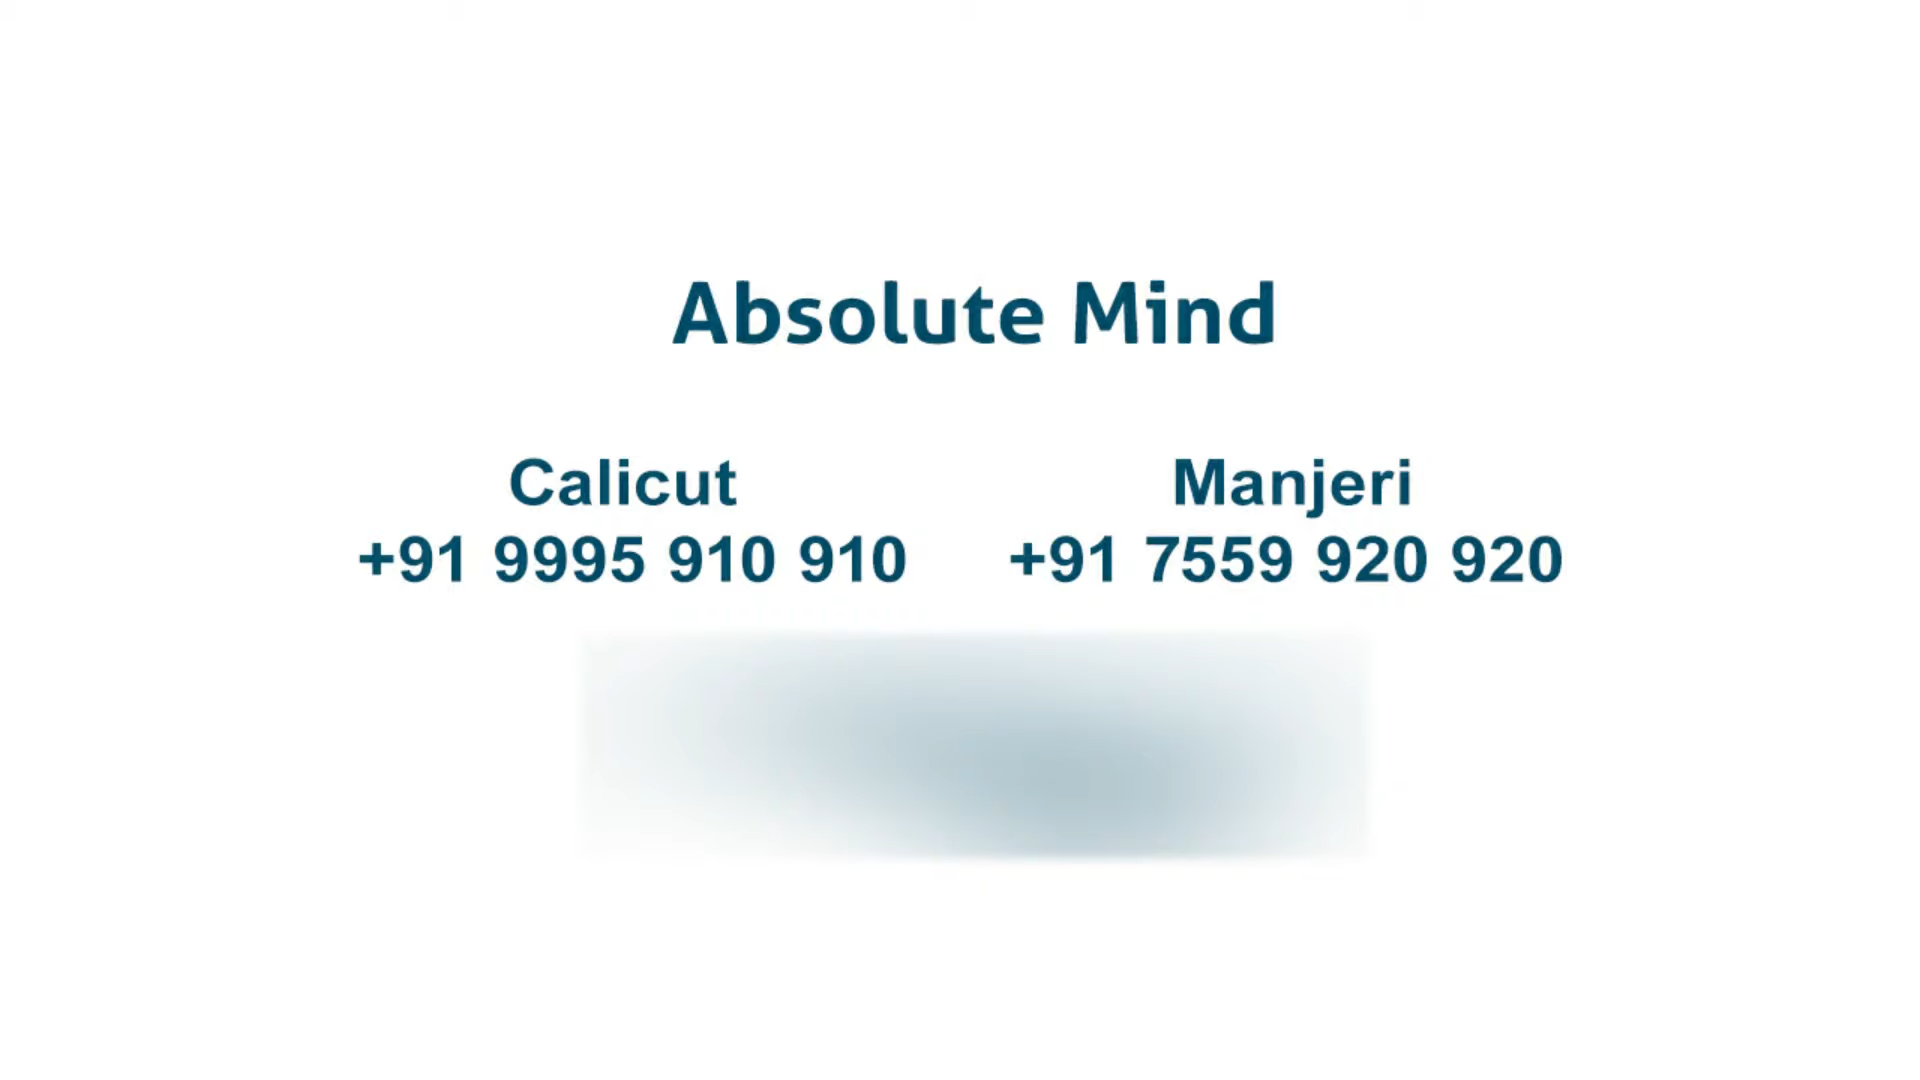 Absolute Mind
Calicut
+91 9995 910 910
Manjeri
+91 7559 920 920